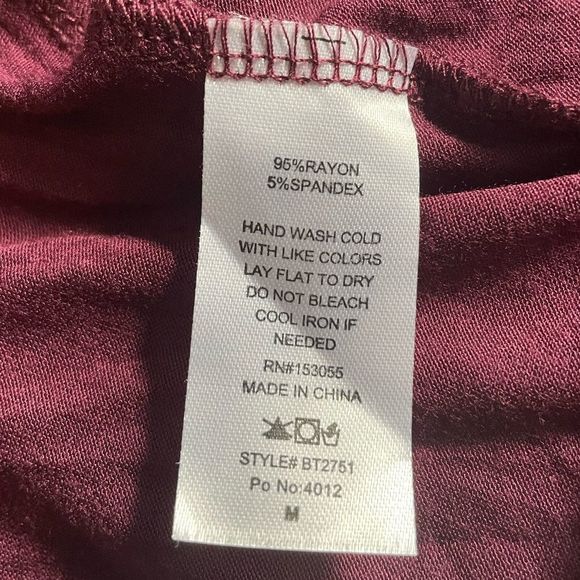 95%RAYON
5%SPANDEX
HAND WASH COLD
WITH LIKE COLORS
LAY FLAT TO DRY
DO NOT BLEACH
COOL IRON IF
NEEDED
RN#153055
MADE IN CHINA
STYLE# BT2751
Po No:4012
M